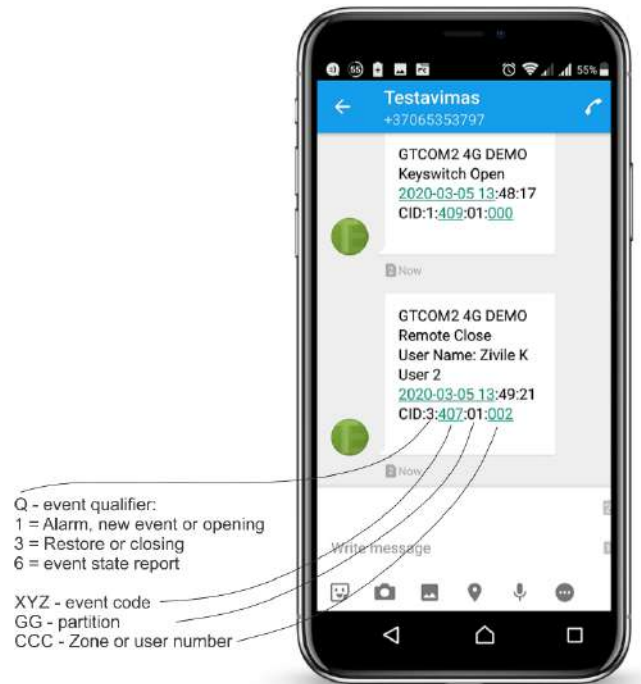 55
55%
Testavimas
+37065353797
GTCOM2 4G DEMO
Keyswitch Open
2020-03-05 13:48:17
CID:1:409:01:000
Now
GTCOM2 4G DEMO
Remote Close
User Name: Zivile K
User 2
2020-03-05 13:49:21
CID:3:407:01:002
Now
Write message
Q - event qualifier:
1 = Alarm, new event or opening
3 = Restore or closing
6 = event state report
XYZ - event code
GG - partition
CCC - Zone or user number